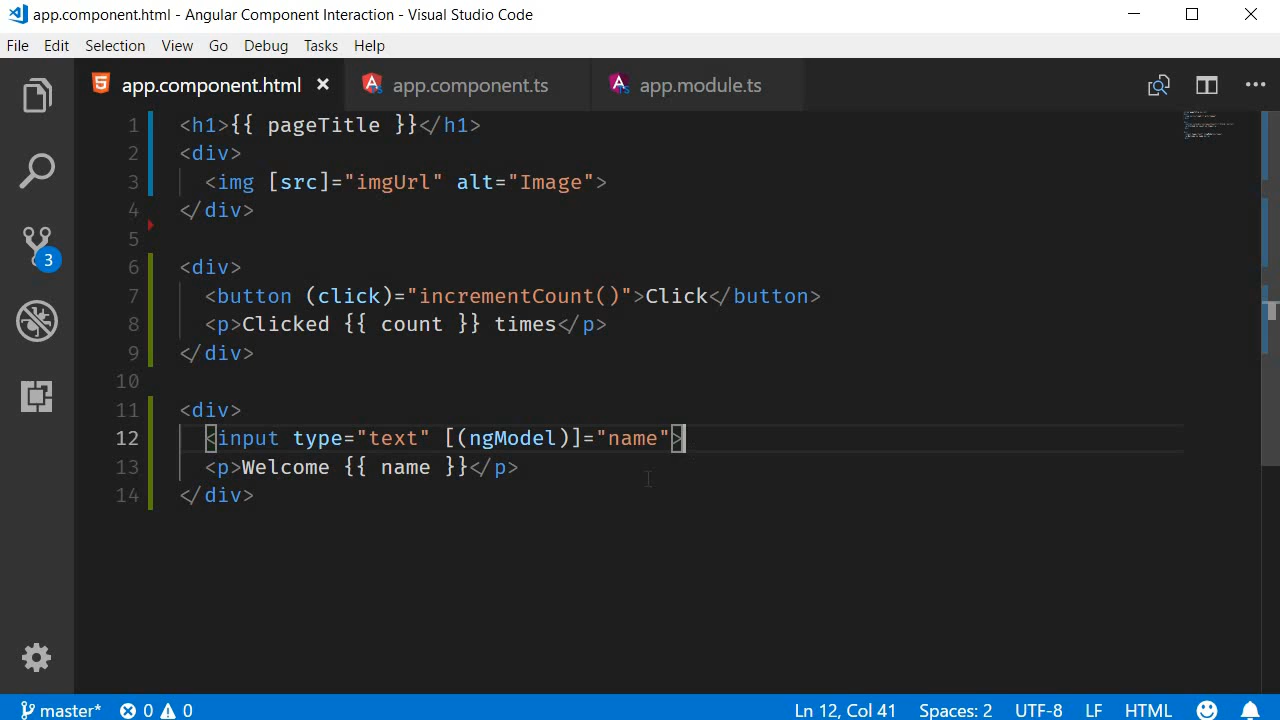 app.component.html - Angular Component Interaction - Visual Studio Code
File Edit Selection View Go Debug Tasks Help
app.component.html × app.component.ts app.module.ts
1 <h1>{{ pageTitle }}</h1>
2 <div>
3   <img [src]="imgUrl" alt="Image">
4 </div>
5
6 <div>
7   <button (click)="incrementCount()">Click</button>
8   <p>Clicked {{ count }} times</p>
9 </div>
10
11 <div>
12   <input type="text" [(ngModel)]="name">
13   <p>Welcome {{ name }}</p>
14 </div>
3
master* 0 0 Ln 12, Col 41 Spaces: 2 UTF-8 LF HTML